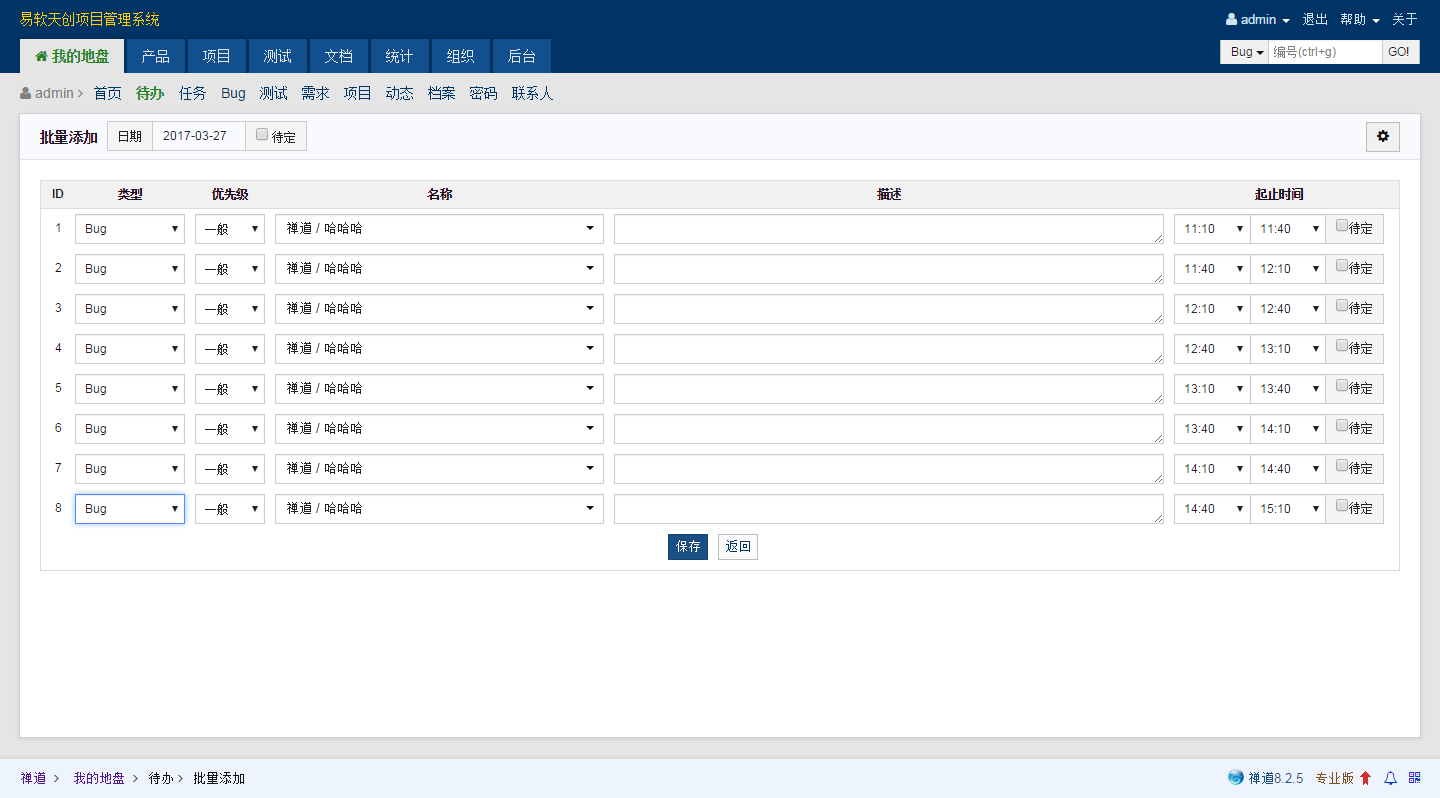 易软天创项目管理系统
admin 退出 帮助 关于
我的地盘 产品 项目 测试 文档 统计 组织 后台
Bug 编号(ctrl+g) GO!
admin 首页 待办 任务 Bug 测试 需求 项目 动态 档案 密码 联系人
批量添加 日期 2017-03-27 待定
ID 类型 优先级 名称 描述 起止时间
1 Bug 一般 禅道 / 哈哈哈 11:10 11:40 待定
2 Bug 一般 禅道 / 哈哈哈 11:40 12:10 待定
3 Bug 一般 禅道 / 哈哈哈 12:10 12:40 待定
4 Bug 一般 禅道 / 哈哈哈 12:40 13:10 待定
5 Bug 一般 禅道 / 哈哈哈 13:10 13:40 待定
6 Bug 一般 禅道 / 哈哈哈 13:40 14:10 待定
7 Bug 一般 禅道 / 哈哈哈 14:10 14:40 待定
8 Bug 一般 禅道 / 哈哈哈 14:40 15:10 待定
保存 返回
禅道 我的地盘 待办 批量添加
禅道8.2.5 专业版